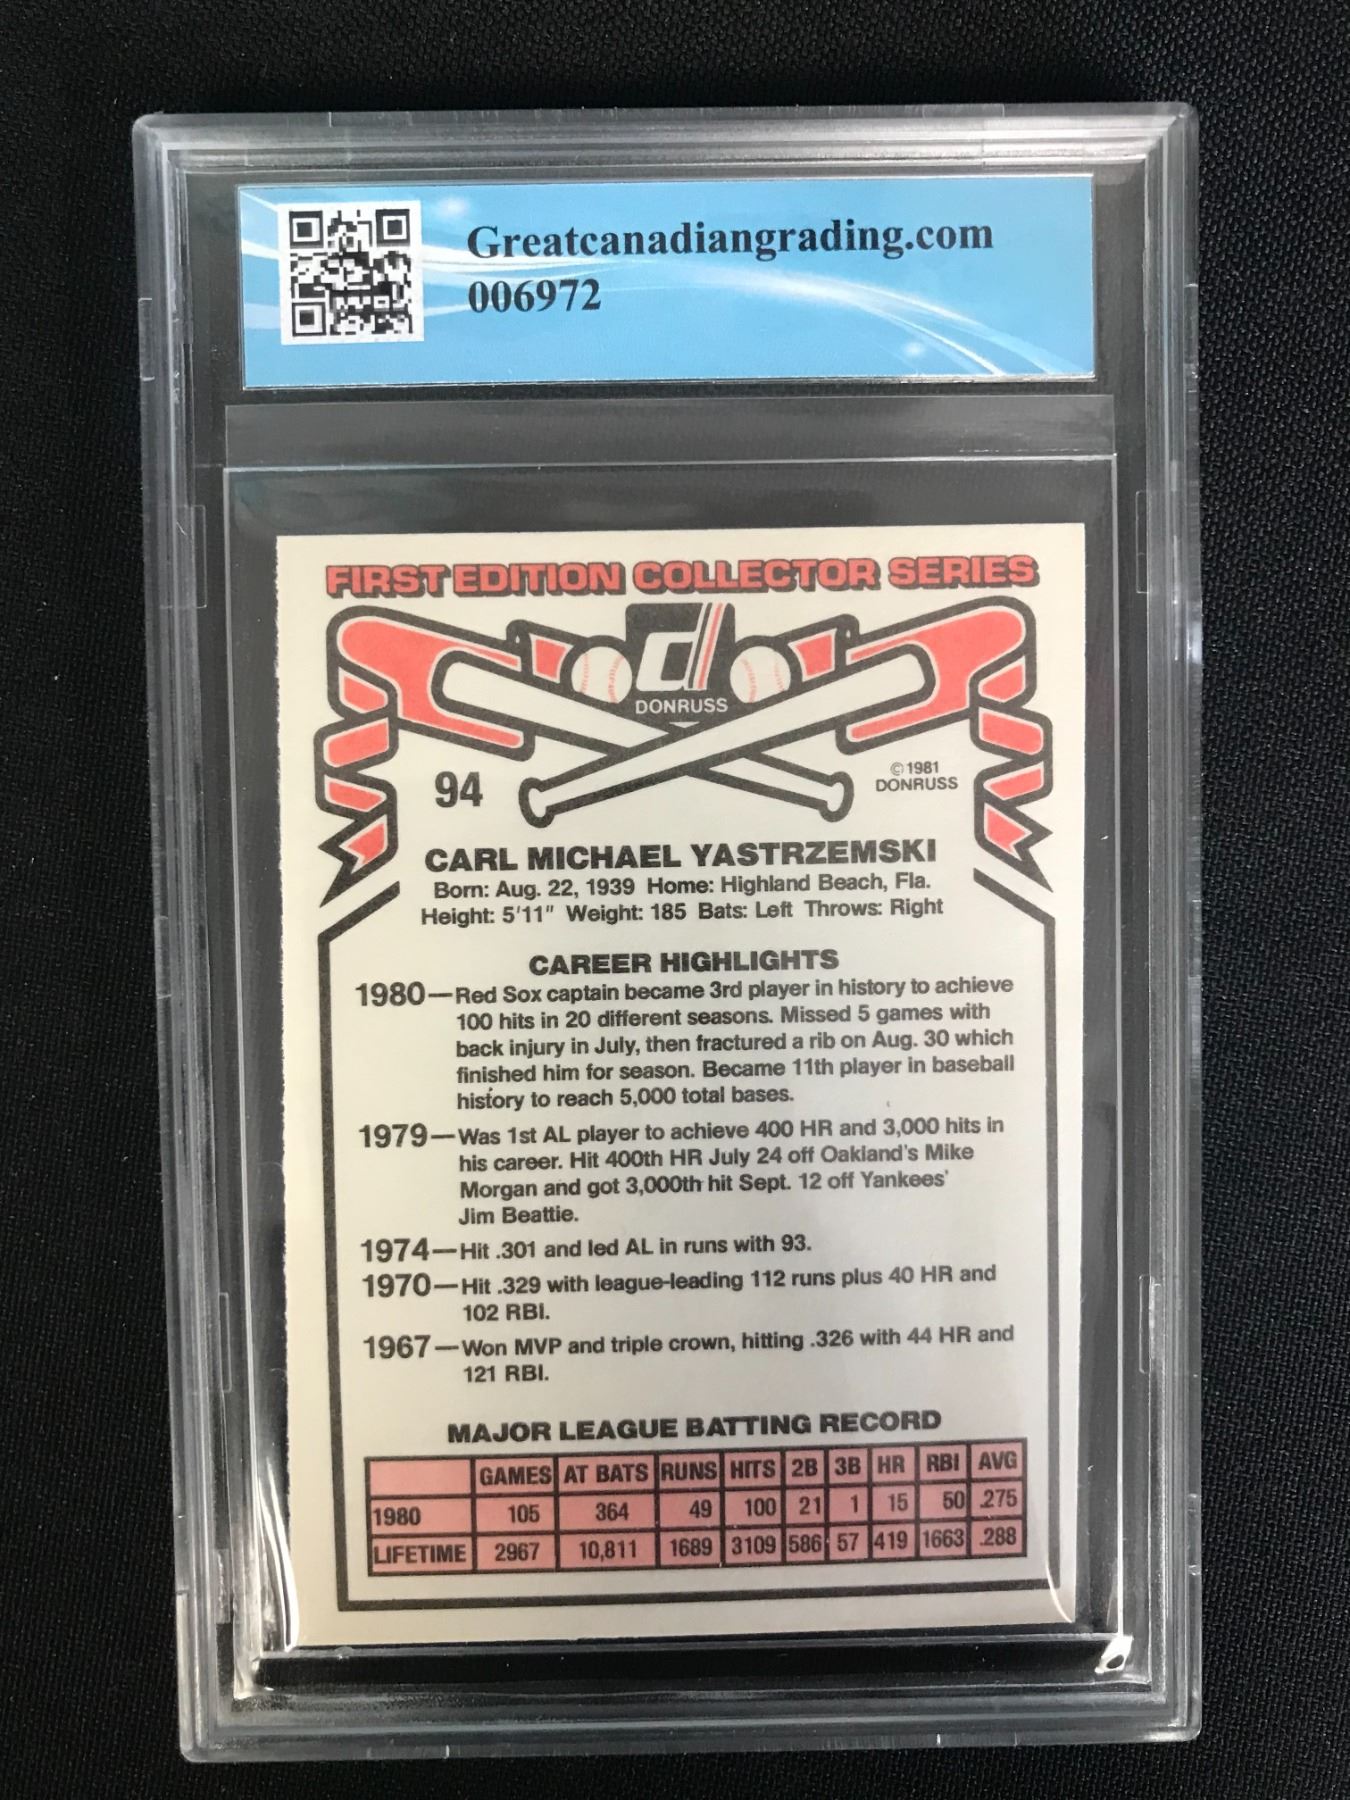 Greatcanadiangrading.com
006972
FIRST EDITION COLLECTOR SERIES
d
DONRUSS
94
©1981
DONRUSS
CARL MICHAEL YASTRZEMSKI
Born: Aug. 22, 1939 Home: Highland Beach, Fla.
Height: 5'11" Weight: 185 Bats: Left Throws: Right
CAREER HIGHLIGHTS
1980—Red Sox captain became 3rd player in history to achieve
100 hits in 20 different seasons. Missed 5 games with
back injury in July, then fractured a rib on Aug. 30 which
finished him for season. Became 11th player in baseball
history to reach 5,000 total bases.
1979—Was 1st AL player to achieve 400 HR and 3,000 hits in
his career. Hit 400th HR July 24 off Oakland's Mike
Morgan and got 3,000th hit Sept. 12 off Yankees'
Jim Beattie.
1974—Hit .301 and led AL in runs with 93.
1970—Hit .329 with league-leading 112 runs plus 40 HR and
102 RBI.
1967—Won MVP and triple crown, hitting .326 with 44 HR and
121 RBI.
MAJOR LEAGUE BATTING RECORD
GAMES AT BATS RUNS HITS 2B 3B HR RBI AVG
1980 105 364 49 100 21 1 15 50 .275
LIFETIME 2967 10,811 1689 3109 586 57 419 1663 .288